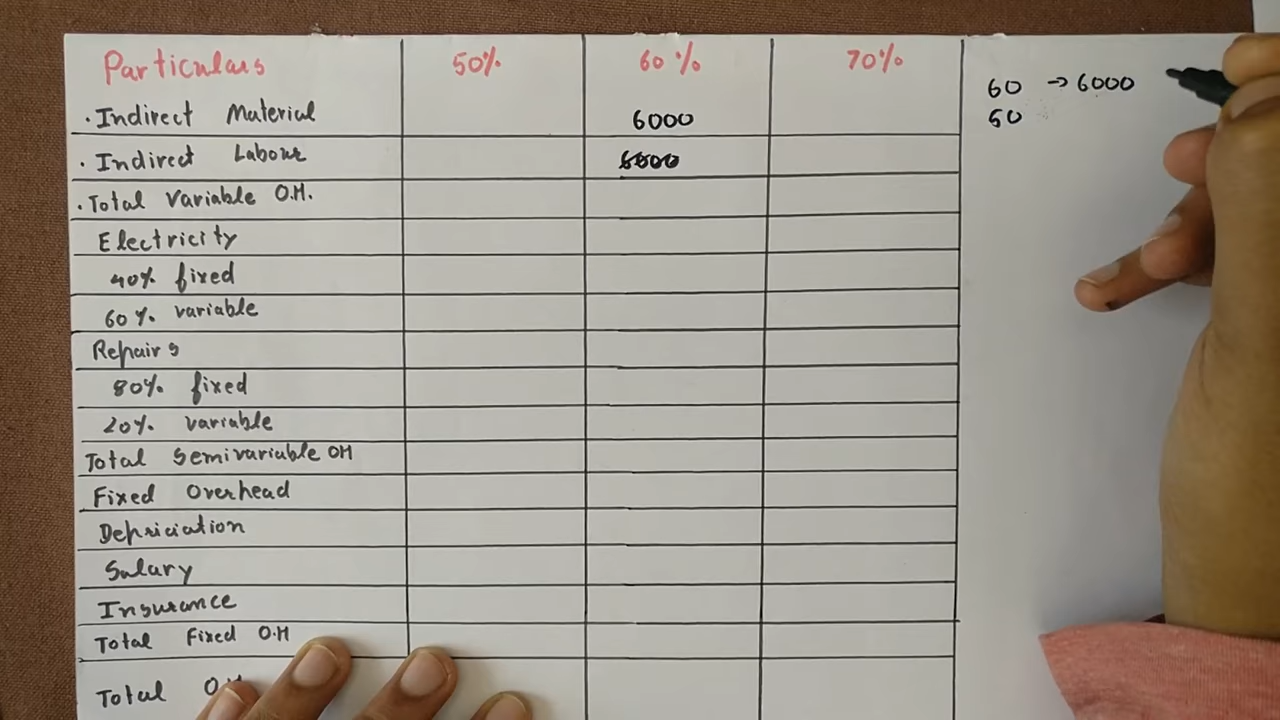 Particulars 50% 60% 70%
. Indirect Material 6000
. Indirect Labour
. Total Variable O.H.
Electricity
40% fixed
60% variable
Repairs
80% fixed
20% variable
Total Semivariable OH
Fixed Overhead
Depriciation
Salary
Insurance
Total Fixed O.H
Total
60 → 6000
50